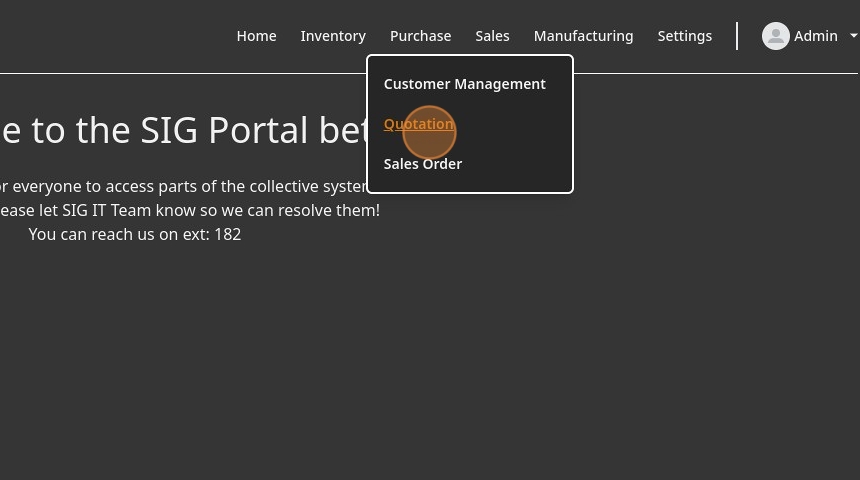 Home Inventory Purchase Sales Manufacturing Settings Admin
Customer Management
Quotation
Sales Order
e to the SIG Portal bet
or everyone to access parts of the collective system
ease let SIG IT Team know so we can resolve them!
You can reach us on ext: 182